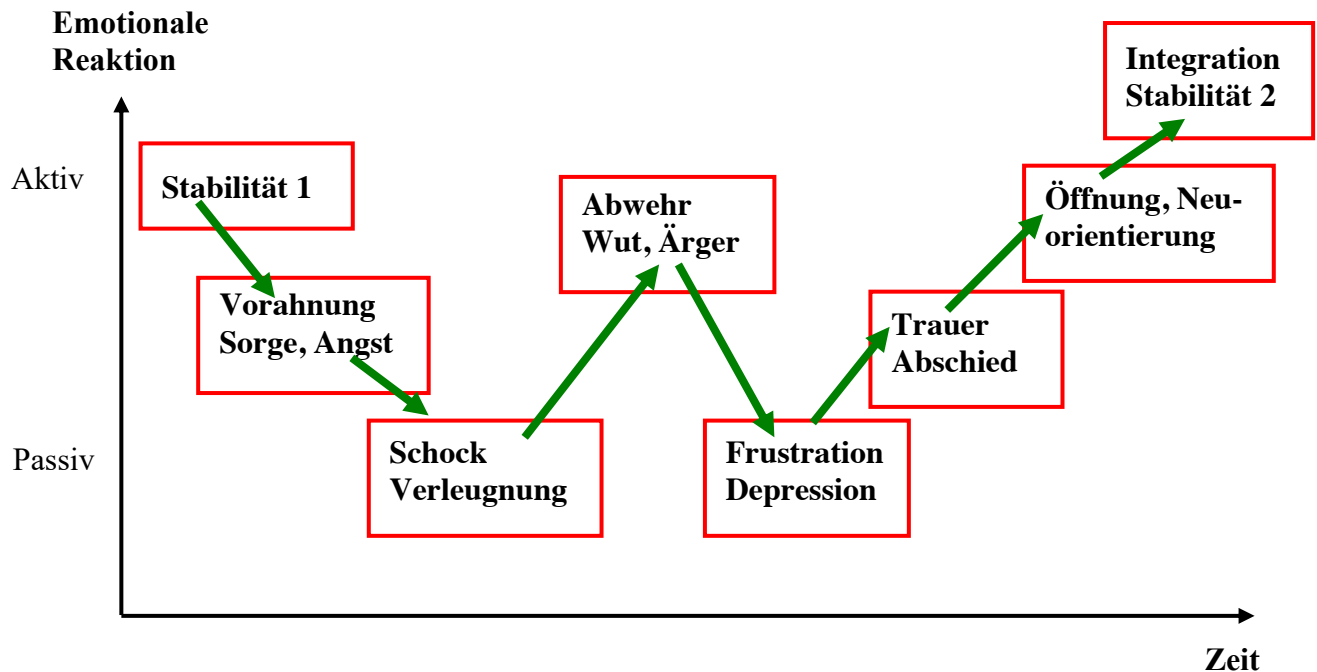 Emotionale
Reaktion
Aktiv
Passiv
Stabilität 1
Vorahnung
Sorge, Angst
Schock
Verleugnung
Abwehr
Wut, Ärger
Frustration
Depression
Trauer
Abschied
Öffnung, Neu-
orientierung
Integration
Stabilität 2
Zeit